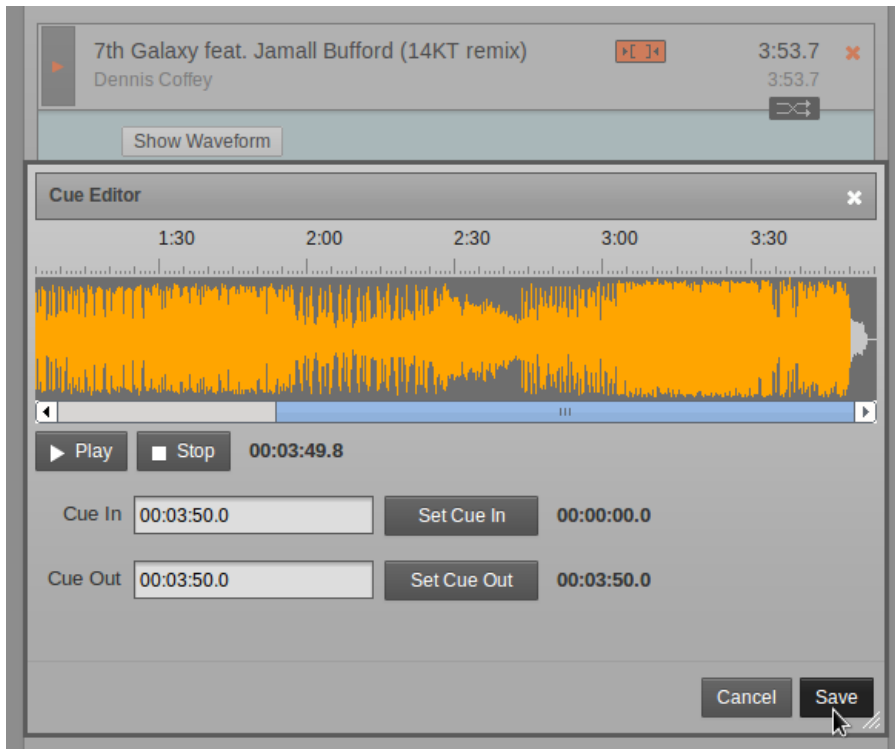 7th Galaxy feat. Jamall Bufford (14KT remix) 3:53.7
Dennis Coffey 3:53.7
Show Waveform
Cue Editor
1:30 2:00 2:30 3:00 3:30
Play Stop 00:03:49.8
Cue In 00:03:50.0 Set Cue In 00:00:00.0
Cue Out 00:03:50.0 Set Cue Out 00:03:50.0
Cancel Save